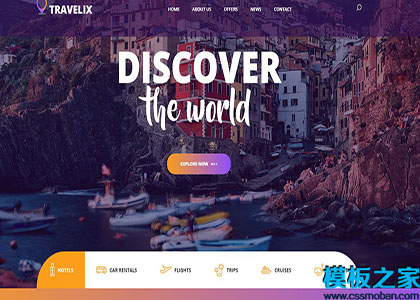 TRAVELIX
HOME ABOUT US OFFERS NEWS CONTACT
DISCOVER
the world
EXPLORE NOW
HOTELS CAR RENTALS FLIGHTS TRIPS CRUISES
模板之家
www.cssmoban.com